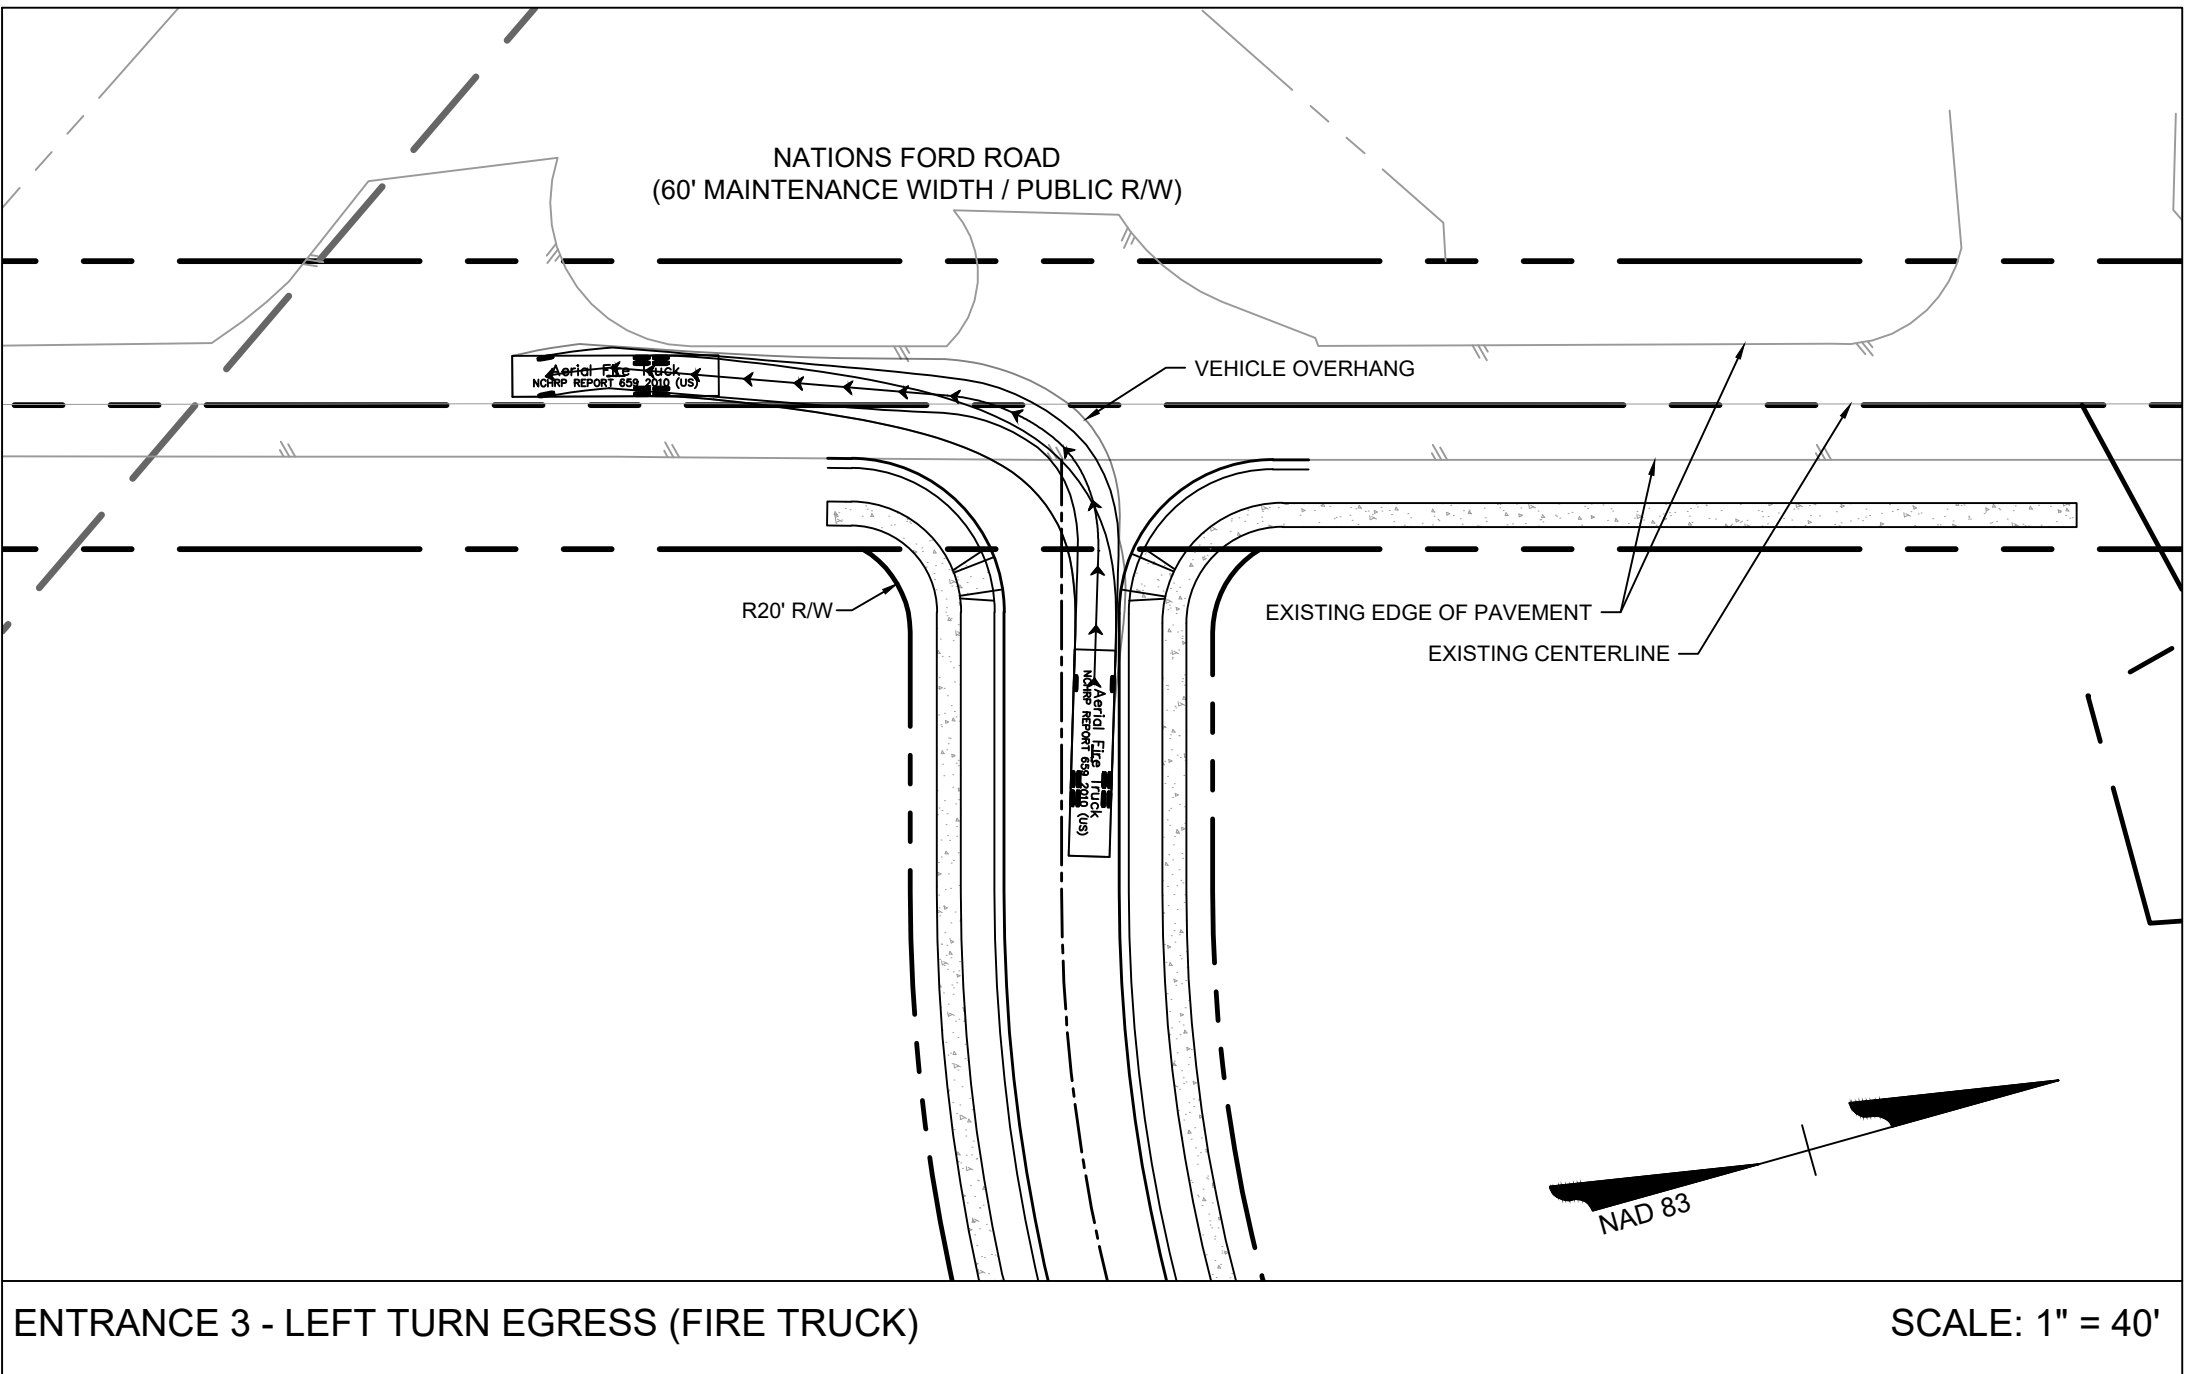 NATIONS FORD ROAD
(60' MAINTENANCE WIDTH / PUBLIC R/W)
VEHICLE OVERHANG
Aerial Fire Truck
NCHRP REPORT 659 2010 (US)
R20' R/W
EXISTING EDGE OF PAVEMENT
EXISTING CENTERLINE
Aerial Fire Truck
NCHRP REPORT 659 2010 (US)
NAD 83
ENTRANCE 3 - LEFT TURN EGRESS (FIRE TRUCK)
SCALE: 1" = 40'